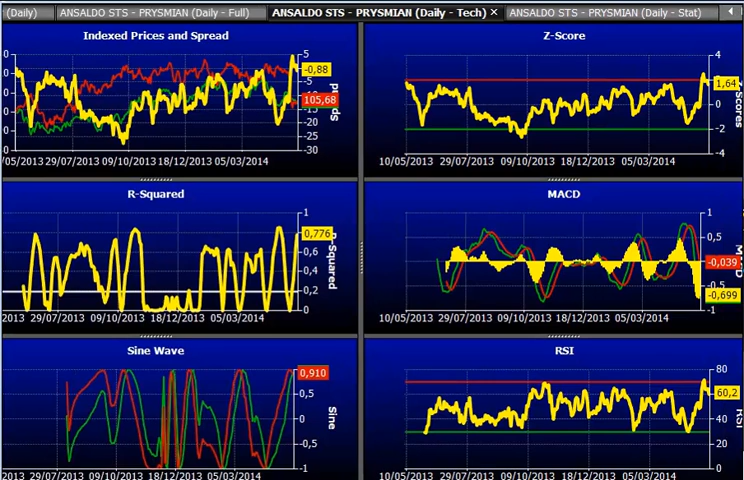 (Daily) ANSALDO STS - PRYSMIAN (Daily - Full) ANSALDO STS - PRYSMIAN (Daily - Tech) × ANSALDO STS - PRYSMIAN (Daily - Stat)
Indexed Prices and Spread
5
-0,88
105,68
-15
-20
-25
-30
/05/2013 29/07/2013 09/10/2013 18/12/2013 05/03/2014
Z-Score
4
2
1,64
0
-2
-4
Z scores
10/05/2013 29/07/2013 09/10/2013 18/12/2013 05/03/2014
R-Squared
1
0,776
0,6
0,4
0,2
0
R-Squared
2013 29/07/2013 09/10/2013 18/12/2013 05/03/2014
MACD
1
0,5
-0,039
-0,699
-1
10/05/2013 29/07/2013 09/10/2013 18/12/2013 05/03/2014
Sine Wave
0,910
0,5
0
-0,5
-1
Sine
2013 29/07/2013 09/10/2013 18/12/2013 05/03/2014
RSI
80
60,2
40
20
0
RSI
10/05/2013 29/07/2013 09/10/2013 18/12/2013 05/03/2014